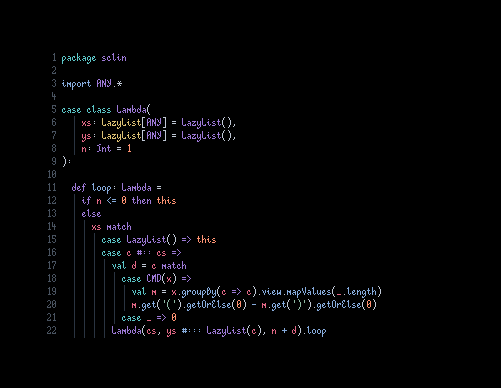 1 package sclin
2
3 import ANY.*
4
5 case class Lambda(
6 xs: LazyList[ANY] = LazyList(),
7 ys: LazyList[ANY] = LazyList(),
8 n: Int = 1
9 ):
10
11 def loop: Lambda =
12 if n <= 0 then this
13 else
14 xs match
15 case LazyList() => this
16 case c #:: cs =>
17 val d = c match
18 case CMD(x) =>
19 val m = x.groupBy(c => c).view.mapValues(_.length)
20 m.get('(').getOrElse(0) - m.get(')').getOrElse(0)
21 case _ => 0
22 Lambda(cs, ys #::: LazyList(c), n + d).loop